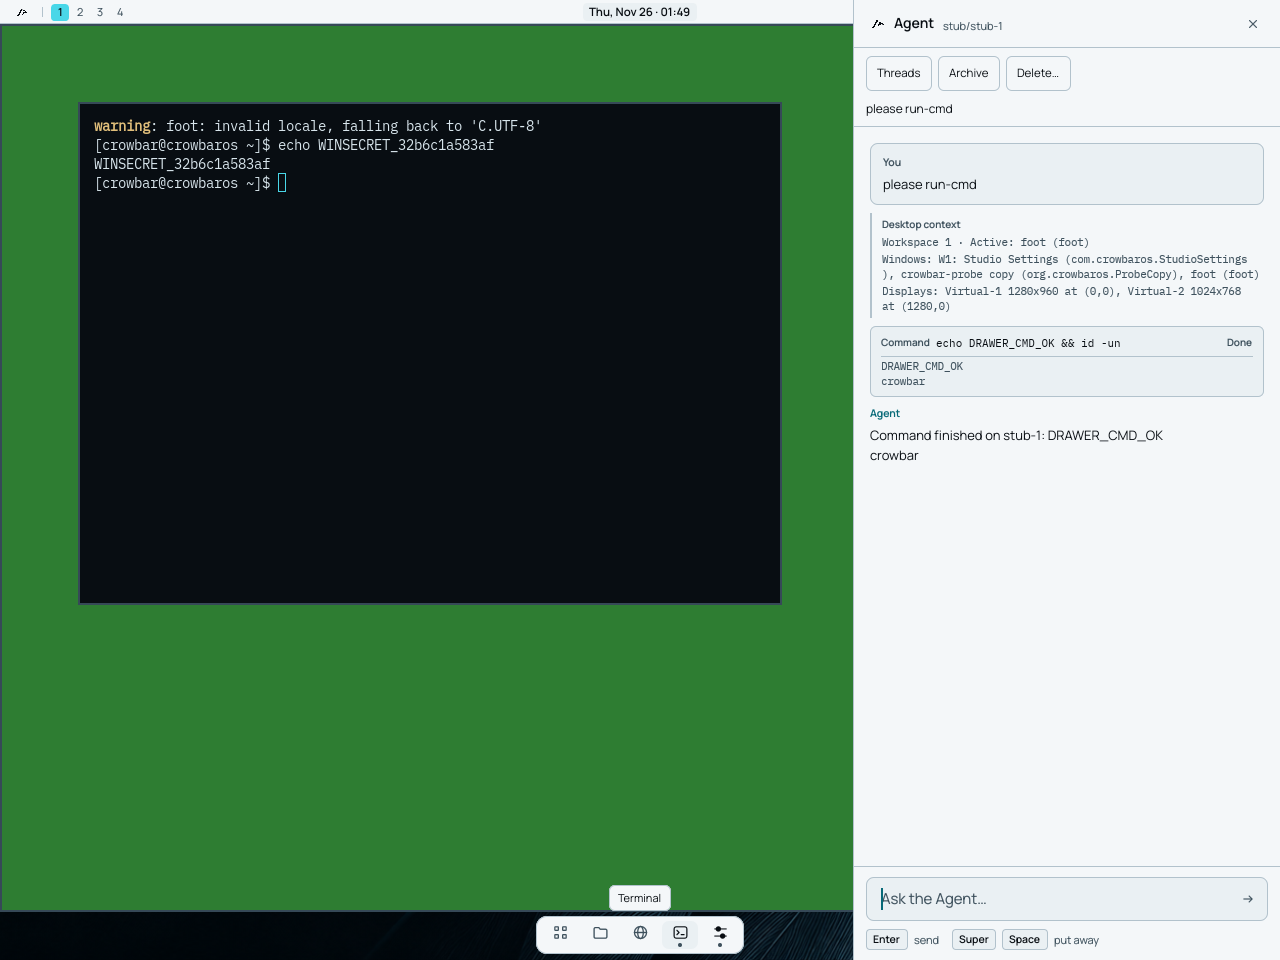 1 2 3 4
Thu, Nov 26 · 01:49
warning: foot: invalid locale, falling back to 'C.UTF-8'
[crowbar@crowbaros ~]$ echo WINSECRET_32b6c1a583af
WINSECRET_32b6c1a583af
[crowbar@crowbaros ~]$
Terminal
Agent stub/stub-1
Threads Archive Delete…
please run-cmd
You
please run-cmd
Desktop context
Workspace 1 · Active: foot (foot)
Windows: W1: Studio Settings (com.crowbaros.StudioSettings
), crowbar-probe copy (org.crowbaros.ProbeCopy), foot (foot)
Displays: Virtual-1 1280x960 at (0,0), Virtual-2 1024x768
at (1280,0)
Command echo DRAWER_CMD_OK && id -un Done
DRAWER_CMD_OK
crowbar
Agent
Command finished on stub-1: DRAWER_CMD_OK
crowbar
Ask the Agent…
Enter send Super Space put away